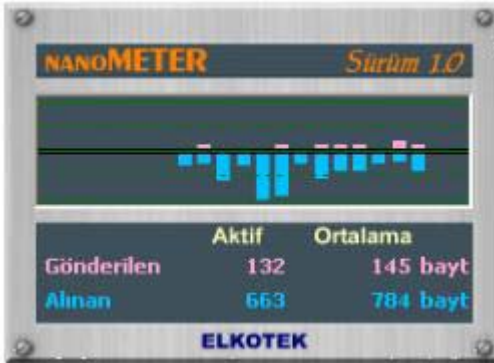 NANOMETER Sürüm 1.0
Aktif Ortalama
Gönderilen 132 145 bayt
Alınan 663 784 bayt
ELKOTEK